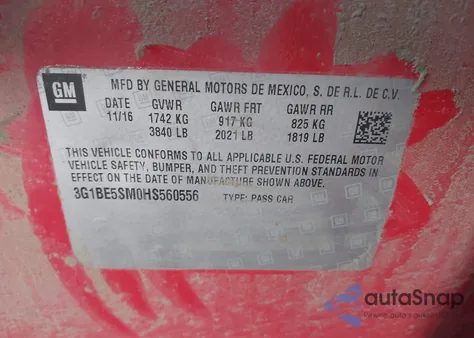 GM
MFD BY GENERAL MOTORS DE MEXICO, S. DE R.L. DE C.V.
DATE GVWR GAWR FRT GAWR RR
11/16 1742 KG 917 KG 825 KG
3840 LB 2021 LB 1819 LB
THIS VEHICLE CONFORMS TO ALL APPLICABLE U.S. FEDERAL MOTOR
VEHICLE SAFETY, BUMPER, AND THEFT PREVENTION STANDARDS IN
EFFECT ON THE DATE OF MANUFACTURE SHOWN ABOVE.
3G1BE5SM0HS560556 TYPE: PASS CAR
autoSnap